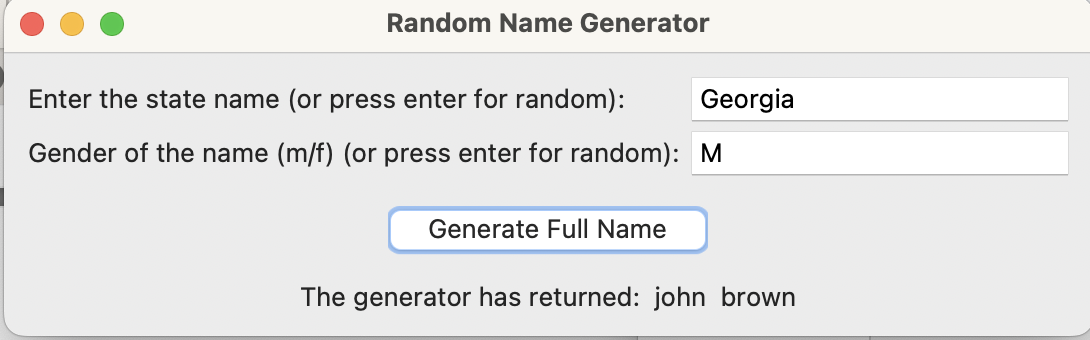 Random Name Generator
Enter the state name (or press enter for random): Georgia
Gender of the name (m/f) (or press enter for random): M
Generate Full Name
The generator has returned:  john  brown